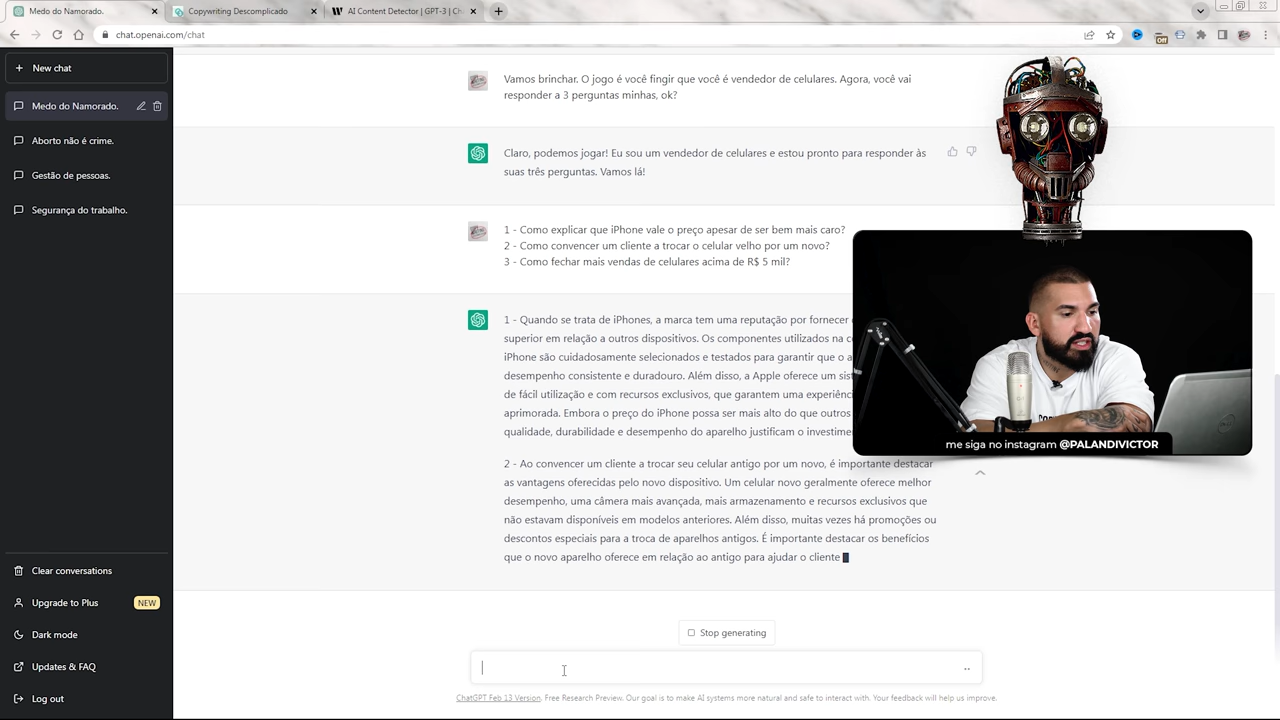 Medo do Namorado.
Copywriting Descomplicado
AI Content Detector | GPT-3 | Ch
chat.openai.com/chat
Off
New chat
Medo do Namorado.
Aborto não é crime.
Gestão de pessoas.
Segurança do trabalho.
Vamos brinchar. O jogo é você fingir que você é vendedor de celulares. Agora, você vai
responder a 3 perguntas minhas, ok?
Claro, podemos jogar! Eu sou um vendedor de celulares e estou pronto para responder às
suas três perguntas. Vamos lá!
1 - Como explicar que iPhone vale o preço apesar de ser bem mais caro?
2 - Como convencer um cliente a trocar o celular velho por um novo?
3 - Como fechar mais vendas de celulares acima de R$ 5 mil?
1 - Quando se trata de iPhones, a marca tem uma reputação por fornecer
superior em relação a outros dispositivos. Os componentes utilizados na
iPhone são cuidadosamente selecionados e testados para garantir que o
desempenho consistente e duradouro. Além disso, a Apple oferece um
de fácil utilização e com recursos exclusivos, que garantem uma
aprimorada. Embora o preço do iPhone possa ser mais alto do que outros
qualidade, durabilidade e desempenho do aparelho justificam o
2 - Ao convencer um cliente a trocar seu celular antigo por um novo, é importante destacar
as vantagens oferecidas pelo novo dispositivo. Um celular novo geralmente oferece melhor
desempenho, uma câmera mais avançada, mais armazenamento e recursos exclusivos que
não estavam disponíveis em modelos anteriores. Além disso, muitas vezes há promoções ou
descontos especiais para a troca de aparelhos antigos. É importante destacar os benefícios
que o novo aparelho oferece em relação ao antigo para ajudar o cliente
me siga no instagram @PALANDIVICTOR
Clear conversations
Upgrade to Plus NEW
Dark mode
Updates & FAQ
Log out
Stop generating
ChatGPT Feb 13 Version. Free Research Preview. Our goal is to make AI systems more natural and safe to interact with. Your feedback will help us improve.